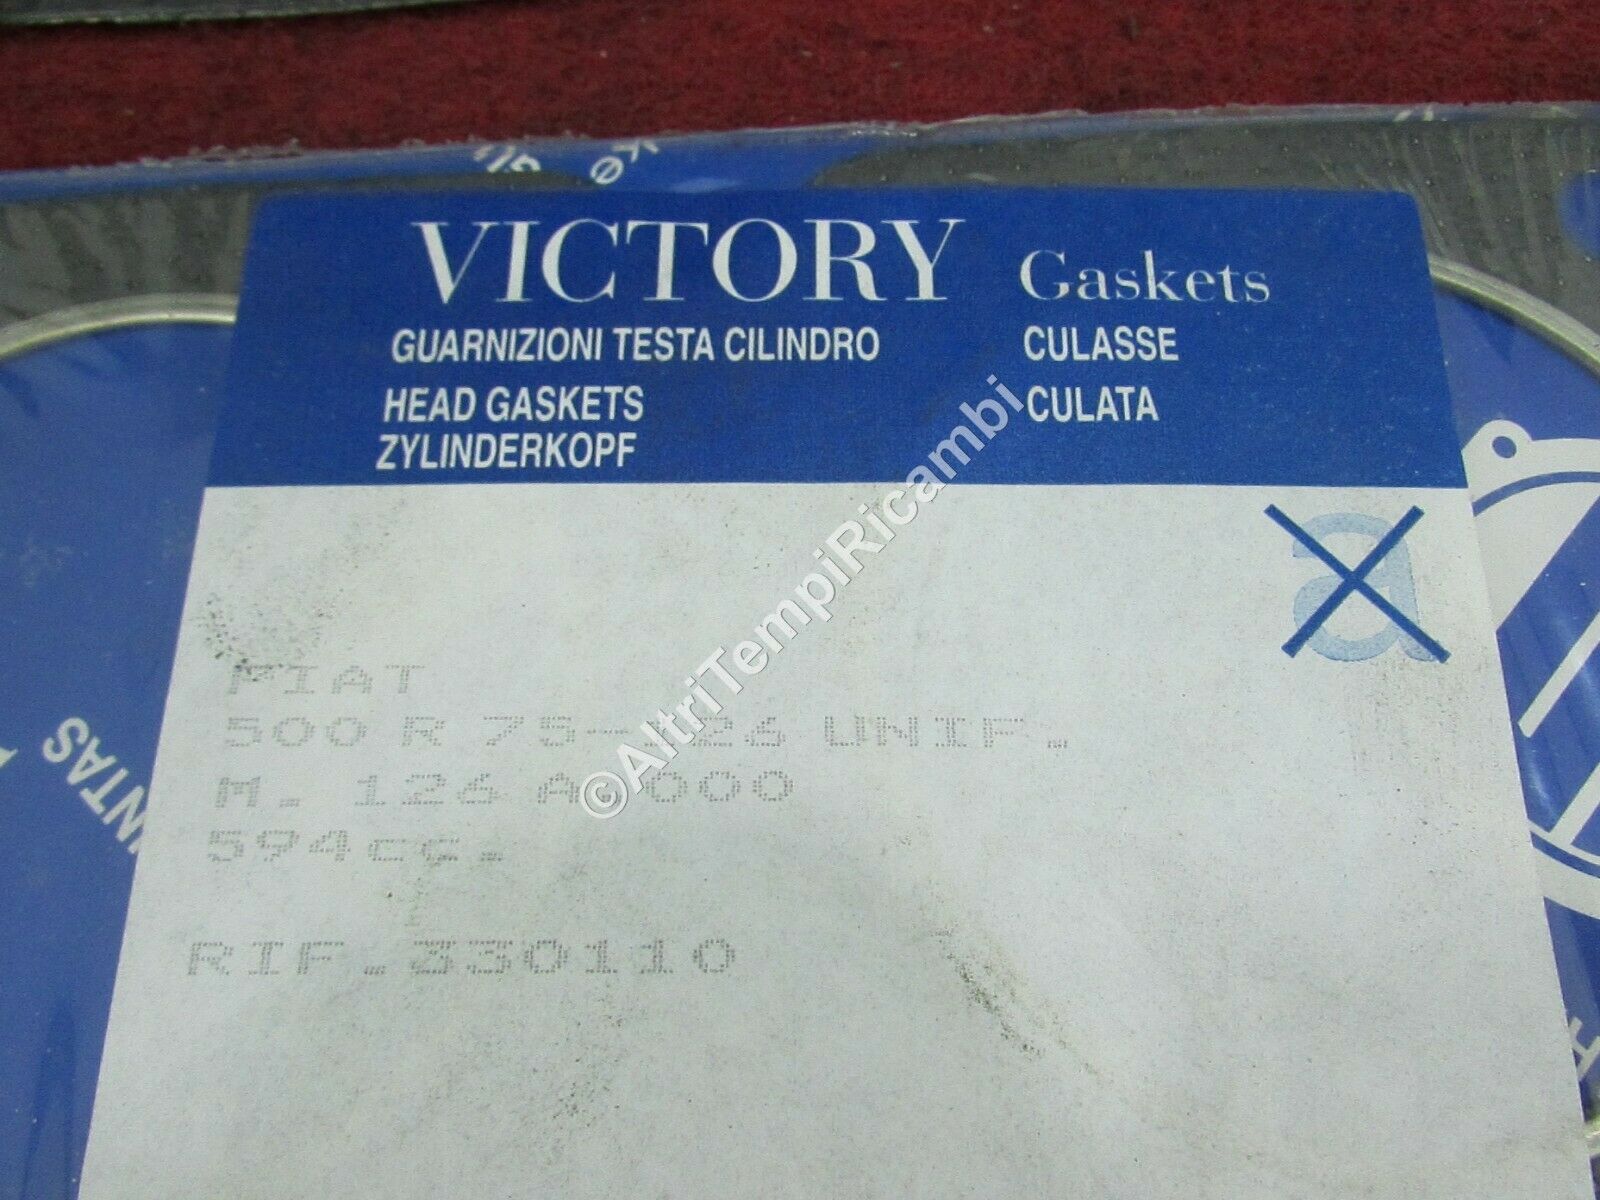 VICTORY Gaskets
GUARNIZIONI TESTA CILINDRO CULASSE
HEAD GASKETS CULATA
ZYLINDERKOPF
a
©AltriTempiRicambi
FIAT
500 R 75-126 UNIF.
M. 126 A.000
594cc.
RIF.330110